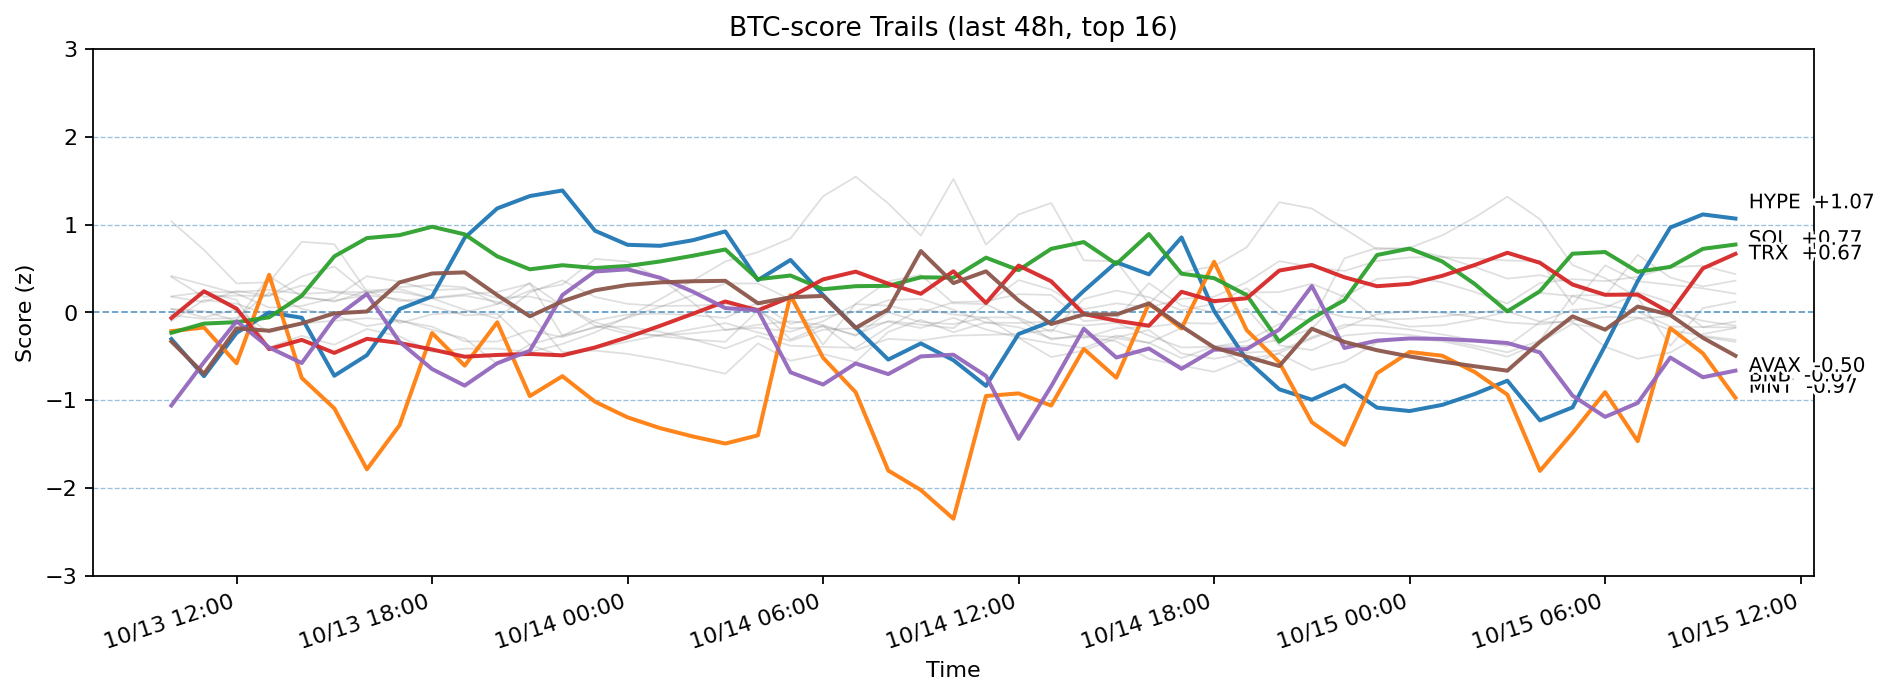 BTC-score Trails (last 48h, top 16)
Score (z)
3
2
1
0
−1
−2
−3
HYPE +1.07
SOL +0.77
TRX +0.67
AVAX -0.50
BNB -0.67
MNT -0.97
10/13 12:00
10/13 18:00
10/14 00:00
10/14 06:00
10/14 12:00
10/14 18:00
10/15 00:00
10/15 06:00
10/15 12:00
Time